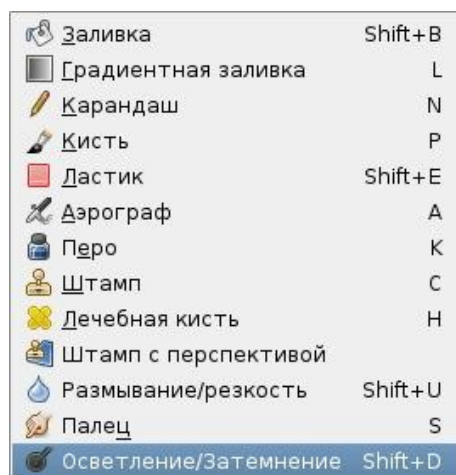 Заливка Shift+B
Градиентная заливка L
Карандаш N
Кисть P
Ластик Shift+E
Аэрограф A
Перо K
Штамп C
Лечебная кисть H
Штамп с перспективой
Размывание/резкость Shift+U
Палец S
Осветление/Затемнение Shift+D